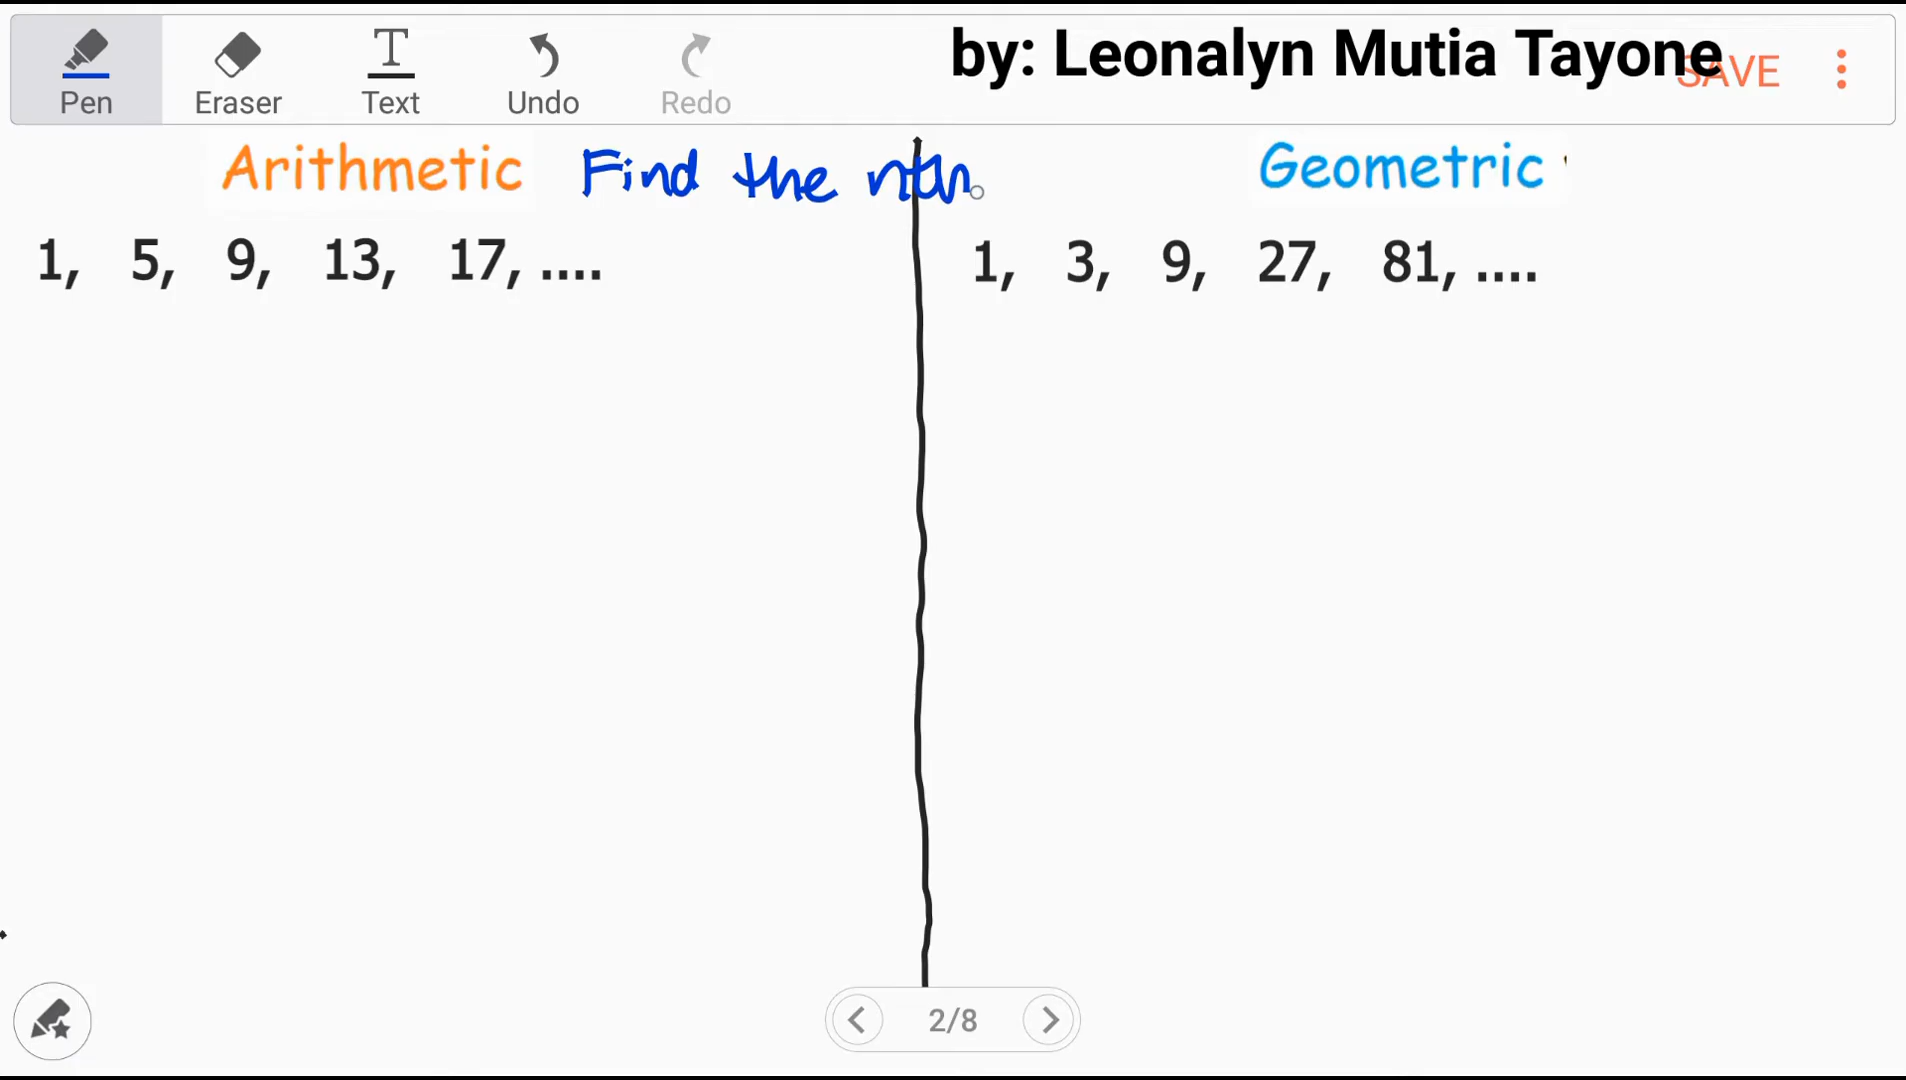 by: Leonalyn Mutia Tayone
SAVE
Pen
Eraser
Text
Undo
Redo
Arithmetic
Find the nth
Geometric
1, 5, 9, 13, 17, ....
1, 3, 9, 27, 81, ....
2/8